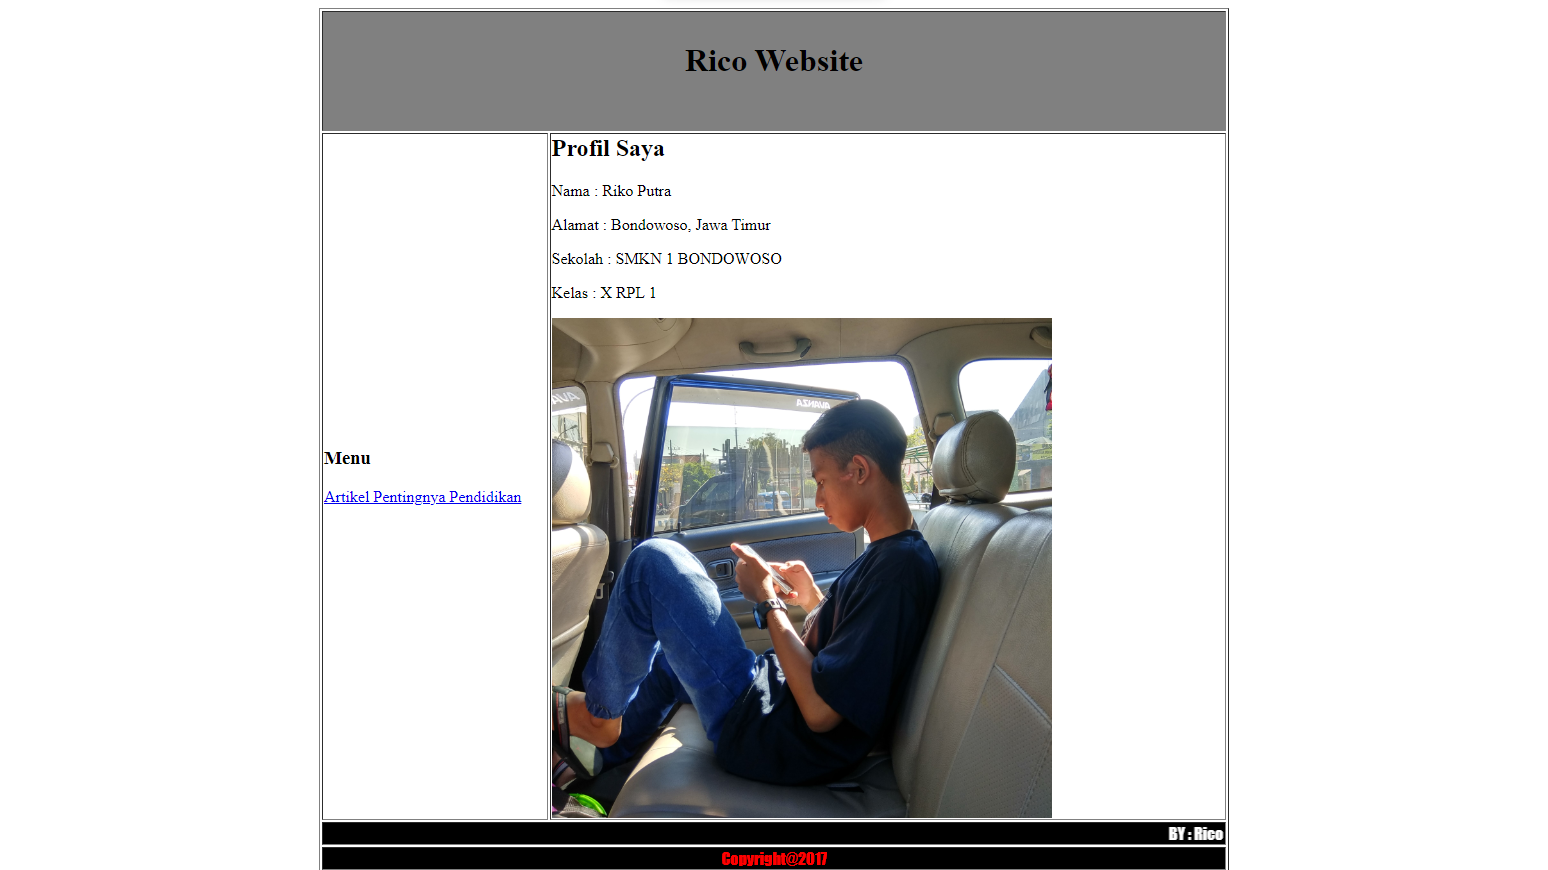 Rico Website
Profil Saya
Nama : Riko Putra
Alamat : Bondowoso, Jawa Timur
Sekolah : SMKN 1 BONDOWOSO
Kelas : X RPL 1
AVANZA
Menu
Artikel Pentingnya Pendidikan
BY : Rico
Copyright@2017